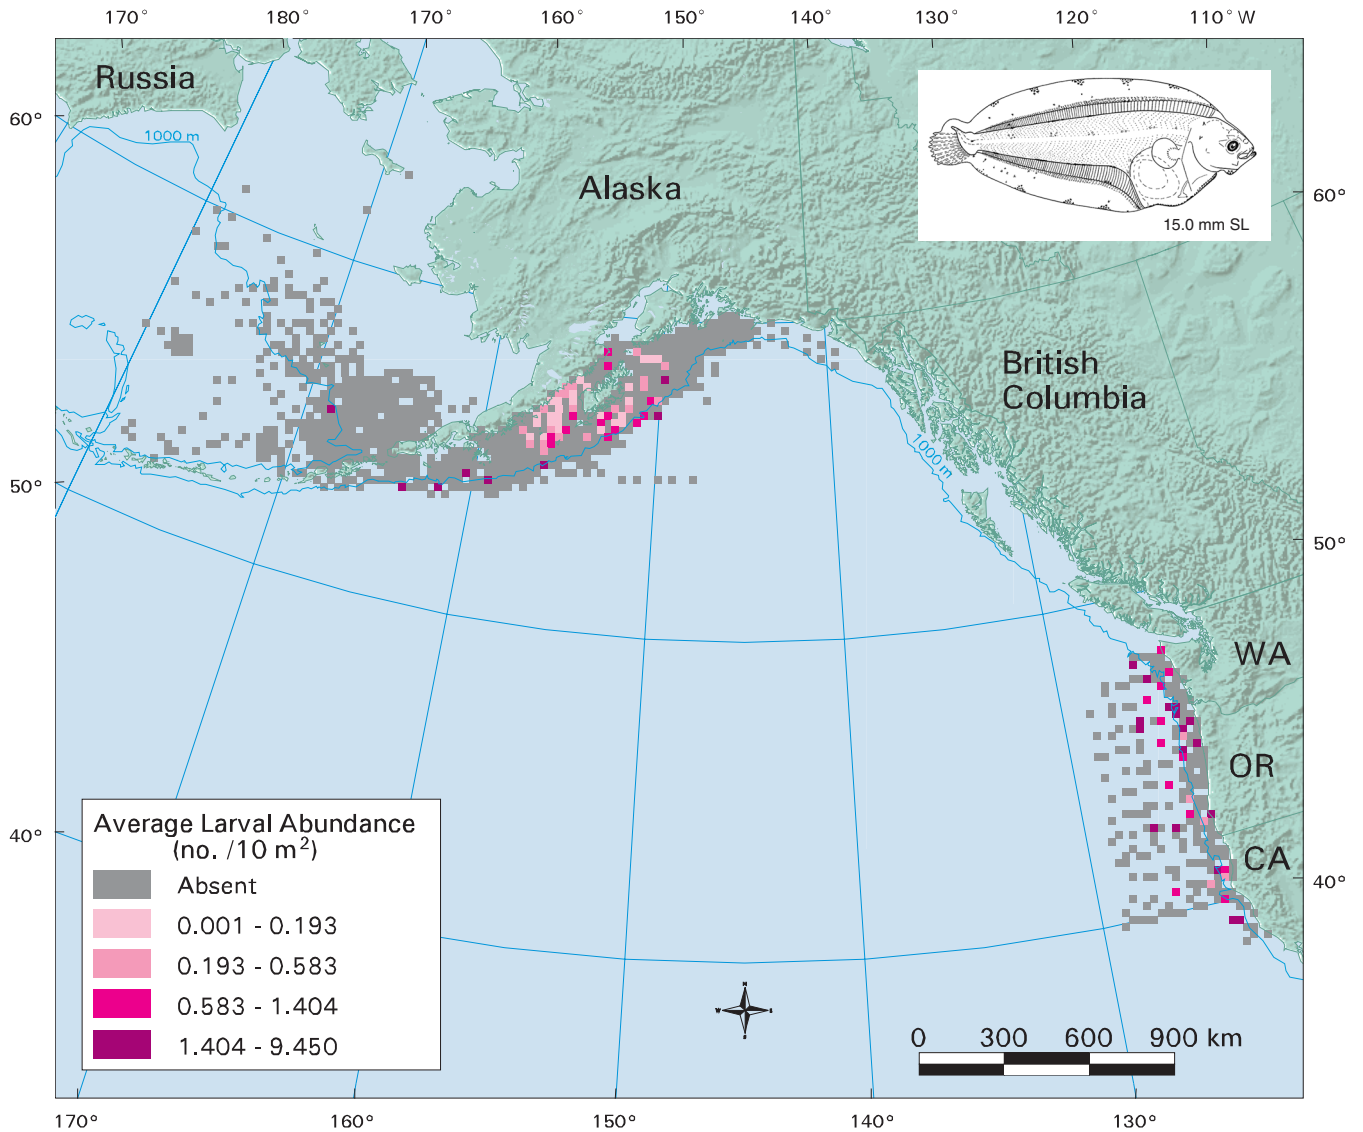 170° 180° 170° 160° 150° 140° 130° 120° 110° W
Russia
60°
1000 m
Alaska
15.0 mm SL
60°
British
Columbia
1000 m
50°
50°
WA
OR
CA
40°
40°
Average Larval Abundance
(no. /10 m²)
Absent
0.001 - 0.193
0.193 - 0.583
0.583 - 1.404
1.404 - 9.450
N
W
S
0 300 600 900 km
170° 160° 150° 140° 130°